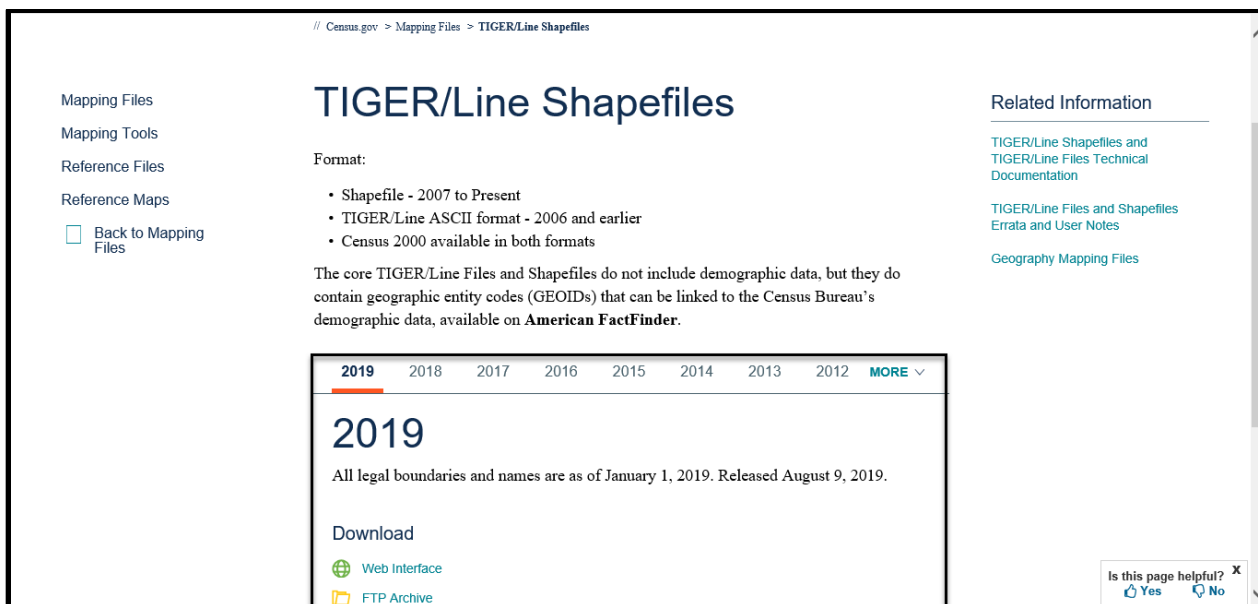 // Census.gov > Mapping Files > TIGER/Line Shapefiles
Mapping Files
Mapping Tools
Reference Files
Reference Maps
Back to Mapping
Files
TIGER/Line Shapefiles
Format:
• Shapefile - 2007 to Present
• TIGER/Line ASCII format - 2006 and earlier
• Census 2000 available in both formats
The core TIGER/Line Files and Shapefiles do not include demographic data, but they do
contain geographic entity codes (GEOIDs) that can be linked to the Census Bureau's
demographic data, available on American FactFinder.
2019 2018 2017 2016 2015 2014 2013 2012 MORE
2019
All legal boundaries and names are as of January 1, 2019. Released August 9, 2019.
Download
Web Interface
FTP Archive
Related Information
TIGER/Line Shapefiles and
TIGER/Line Files Technical
Documentation
TIGER/Line Files and Shapefiles
Errata and User Notes
Geography Mapping Files
Is this page helpful? X
Yes No